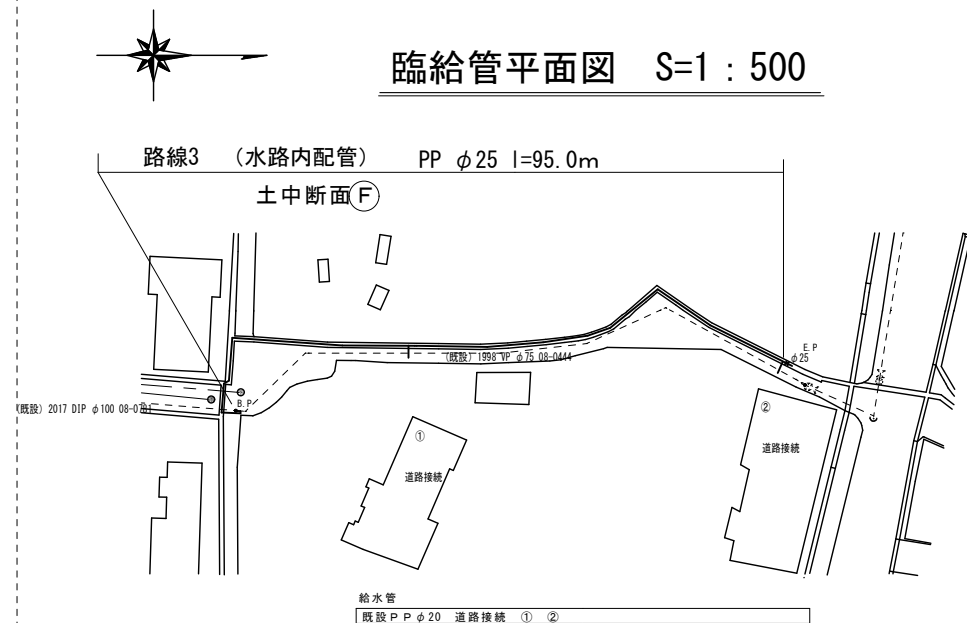 臨給管平面図 S=1：500
路線3 （水路内配管） PP φ25 l=95.0m
土中断面Ⓕ
(既設) 1998 VP φ75 08-0444
E.P
φ25
B.P
(既設) 2017 DIP φ100
①
道路接続
②
道路接続
給水管
既設ＰＰφ20 道路接続 ① ②